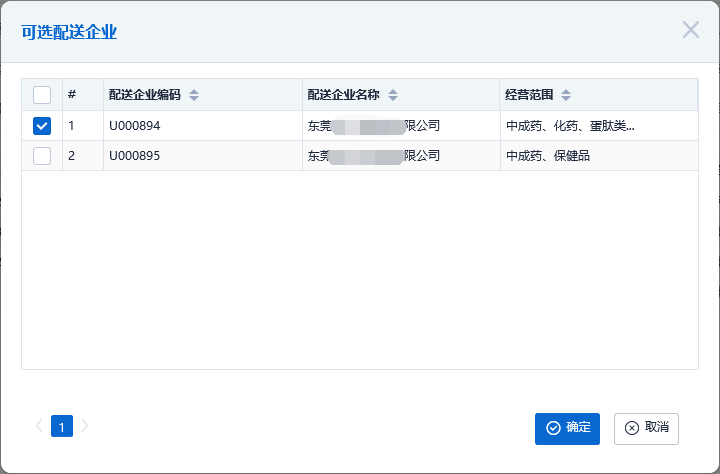 可选配送企业
# 配送企业编码 配送企业名称 经营范围
1 U000894 东莞 限公司 中成药、化药、蛋肽类...
2 U000895 东莞 限公司 中成药、保健品
1
确定 取消